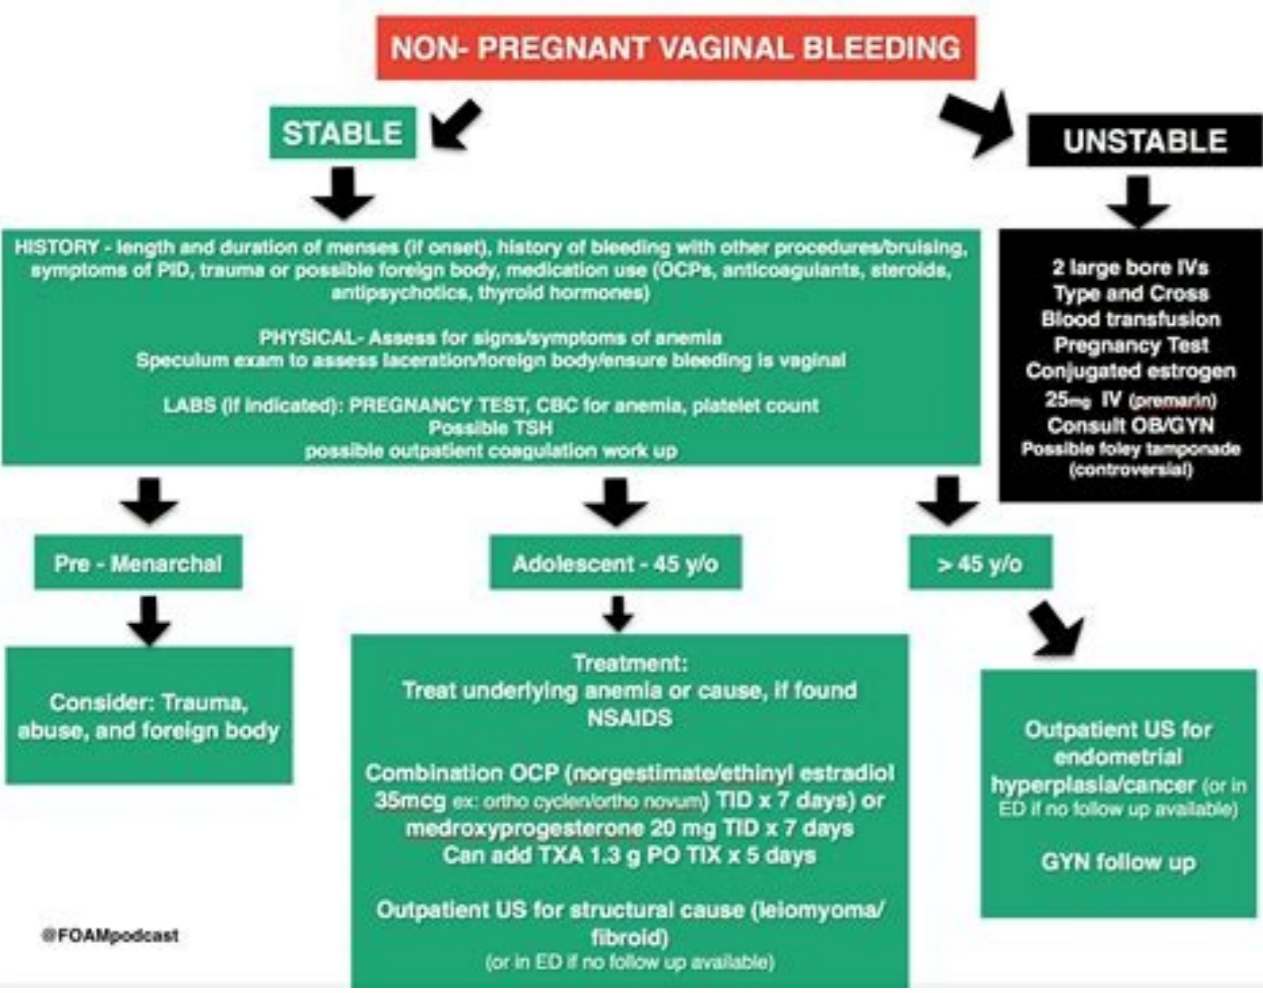 NON- PREGNANT VAGINAL BLEEDING
STABLE
UNSTABLE
HISTORY - length and duration of menses (if onset), history of bleeding with other procedures/bruising,
symptoms of PID, trauma or possible foreign body, medication use (OCPs, anticoagulants, steroids,
antipsychotics, thyroid hormones)
PHYSICAL- Assess for signs/symptoms of anemia
Speculum exam to assess laceration/foreign body/ensure bleeding is vaginal
LABS (if indicated): PREGNANCY TEST, CBC for anemia, platelet count
Possible TSH
possible outpatient coagulation work up
2 large bore IVs
Type and Cross
Blood transfusion
Pregnancy Test
Conjugated estrogen
25mg IV (premarin)
Consult OB/GYN
Possible foley tamponade
(controversial)
Pre - Menarchal
Adolescent - 45 y/o
> 45 y/o
Consider: Trauma,
abuse, and foreign body
Treatment:
Treat underlying anemia or cause, if found
NSAIDS
Combination OCP (norgestimate/ethinyl estradiol
35mcg ex: ortho cyclen/ortho novum) TID x 7 days) or
medroxyprogesterone 20 mg TID x 7 days
Can add TXA 1.3 g PO TIX x 5 days
Outpatient US for structural cause (leiomyoma/
fibroid)
(or in ED if no follow up available)
Outpatient US for
endometrial
hyperplasia/cancer (or in
ED if no follow up available)
GYN follow up
@FOAMpodcast